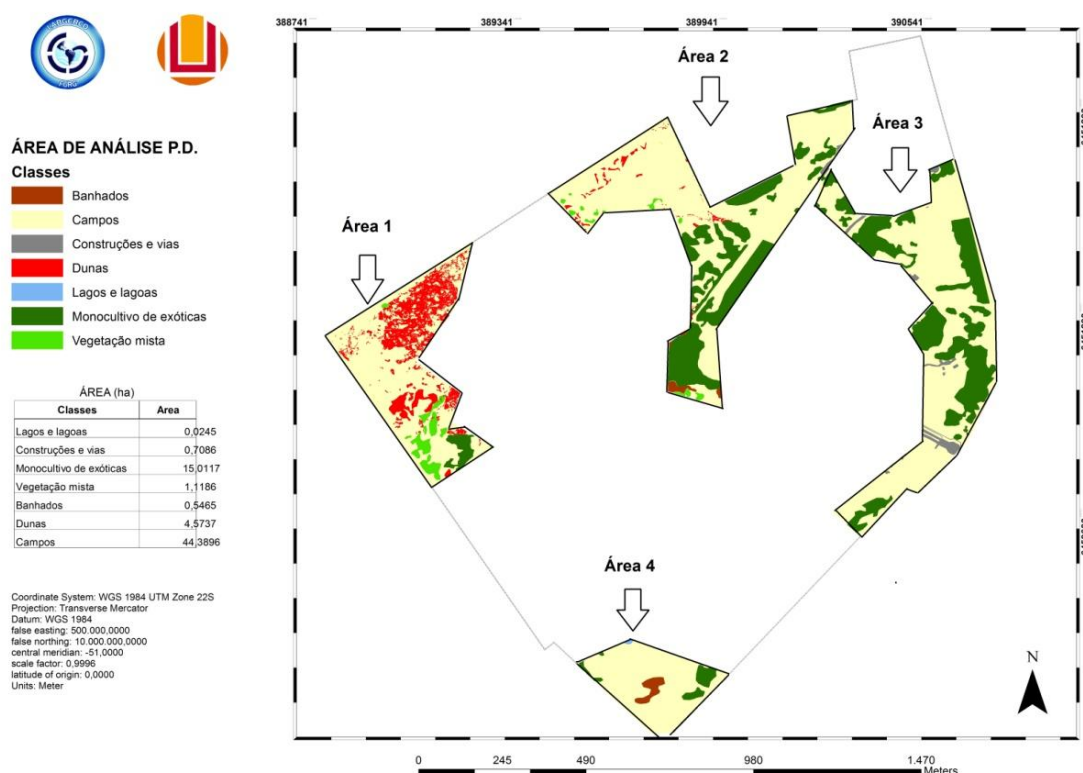 LABGERCO
FURG
ÁREA DE ANÁLISE P.D.
Classes
Banhados
Campos
Construções e vias
Dunas
Lagos e lagoas
Monocultivo de exóticas
Vegetação mista
ÁREA (ha)
Classes Area
Lagos e lagoas 0,0245
Construções e vias 0,7086
Monocultivo de exóticas 15,0117
Vegetação mista 1,1186
Banhados 0,5465
Dunas 4,5737
Campos 44,3896
Coordinate System: WGS 1984 UTM Zone 22S
Projection: Transverse Mercator
Datum: WGS 1984
false easting: 500.000,0000
false northing: 10.000.000,0000
central meridian: -51,0000
scale factor: 0,9996
latitude of origin: 0,0000
Units: Meter
388741 389341 389941 390541
Área 2
Área 3
Área 1
Área 4
N
0 245 490 980 1.470
Meters